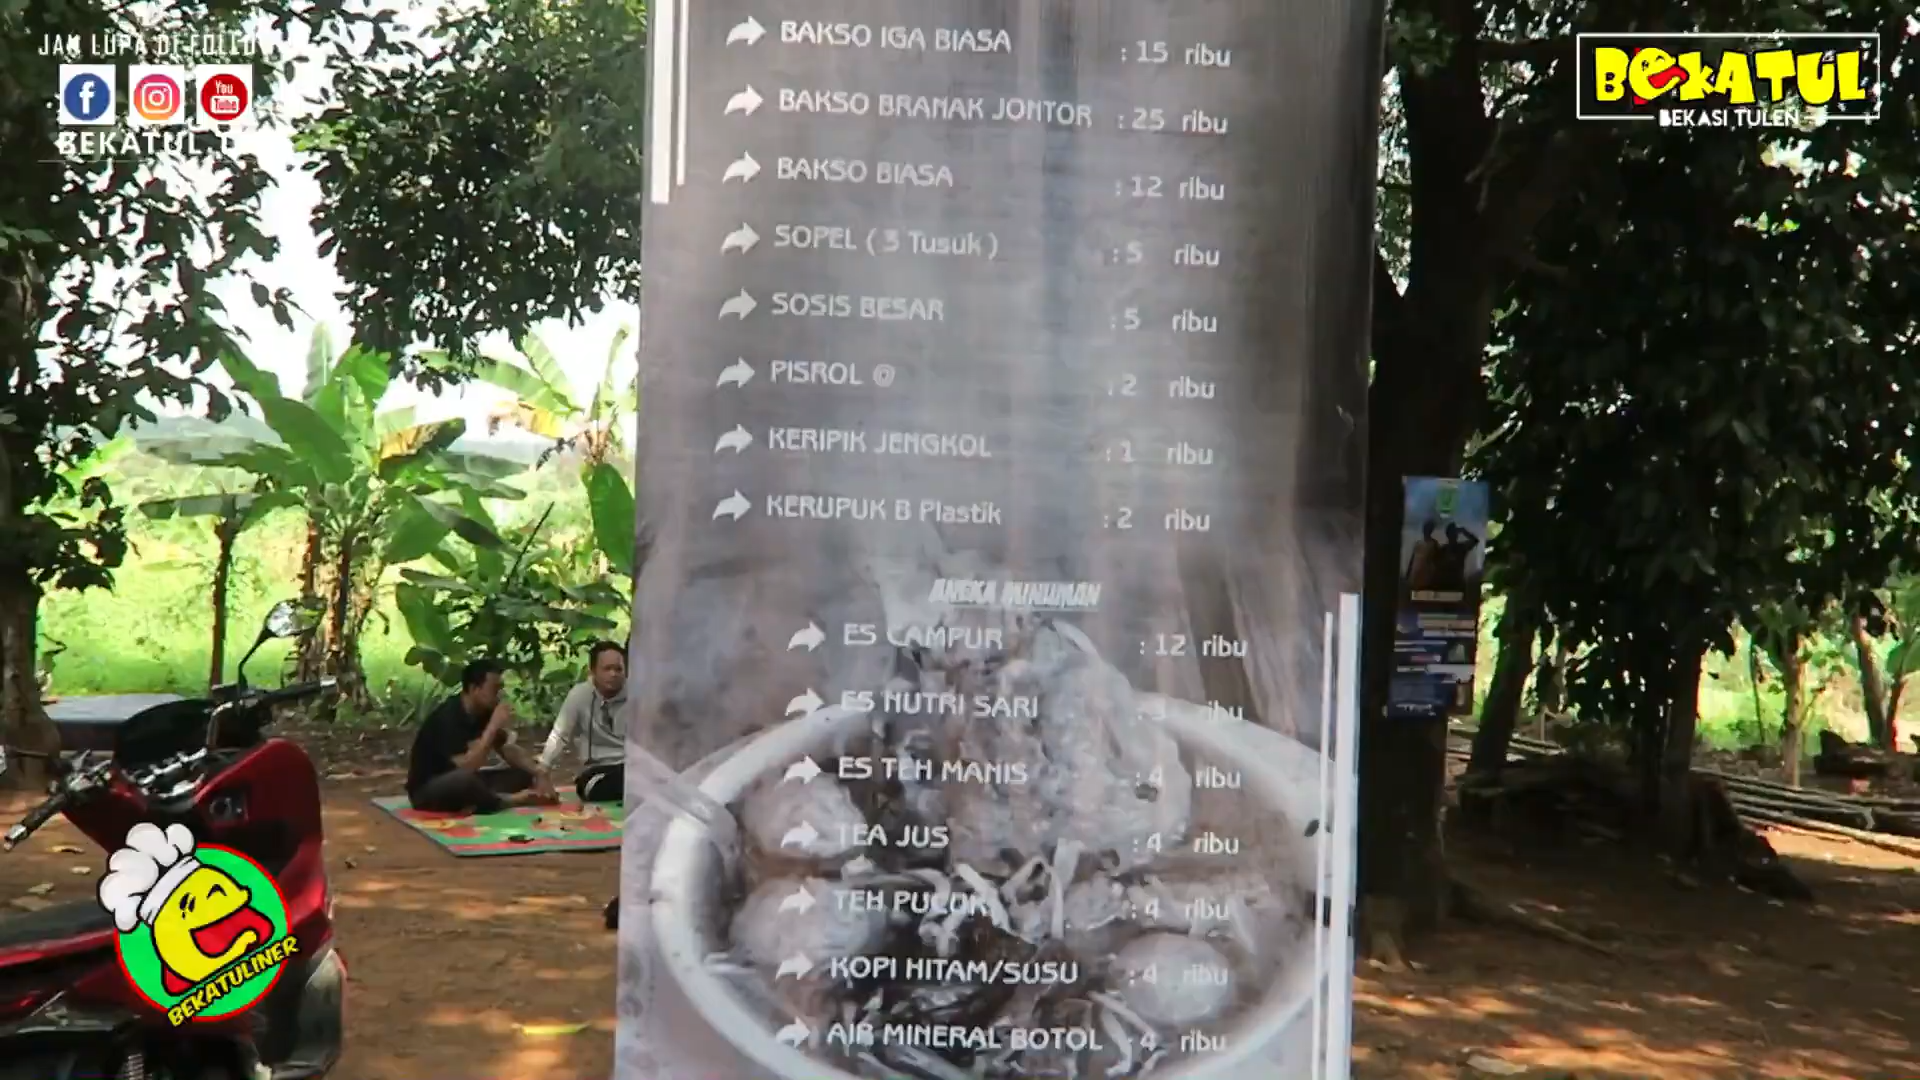 JAN LUPA DI FOLLO
You
Tube
BEKATUL
BEKATUL
BEKASI TULEN
BAKSO IGA BIASA : 15 ribu
BAKSO BRANAK JONTOR : 25 ribu
BAKSO BIASA : 12 ribu
SOPEL ( 3 Tusuk ) : 5 ribu
SOSIS BESAR : 5 ribu
PISROL @ : 2 ribu
KERIPIK JENGKOL : 1 ribu
KERUPUK B Plastik : 2 ribu
ANEKA MINUMAN
ES CAMPUR : 12 ribu
ES NUTRI SARI : ribu
ES TEH MANIS : 4 ribu
TEA JUS : 4 ribu
TEH PUCUK : 4 ribu
KOPI HITAM/SUSU : 4 ribu
AIR MINERAL BOTOL : 4 ribu
BEKATULINER